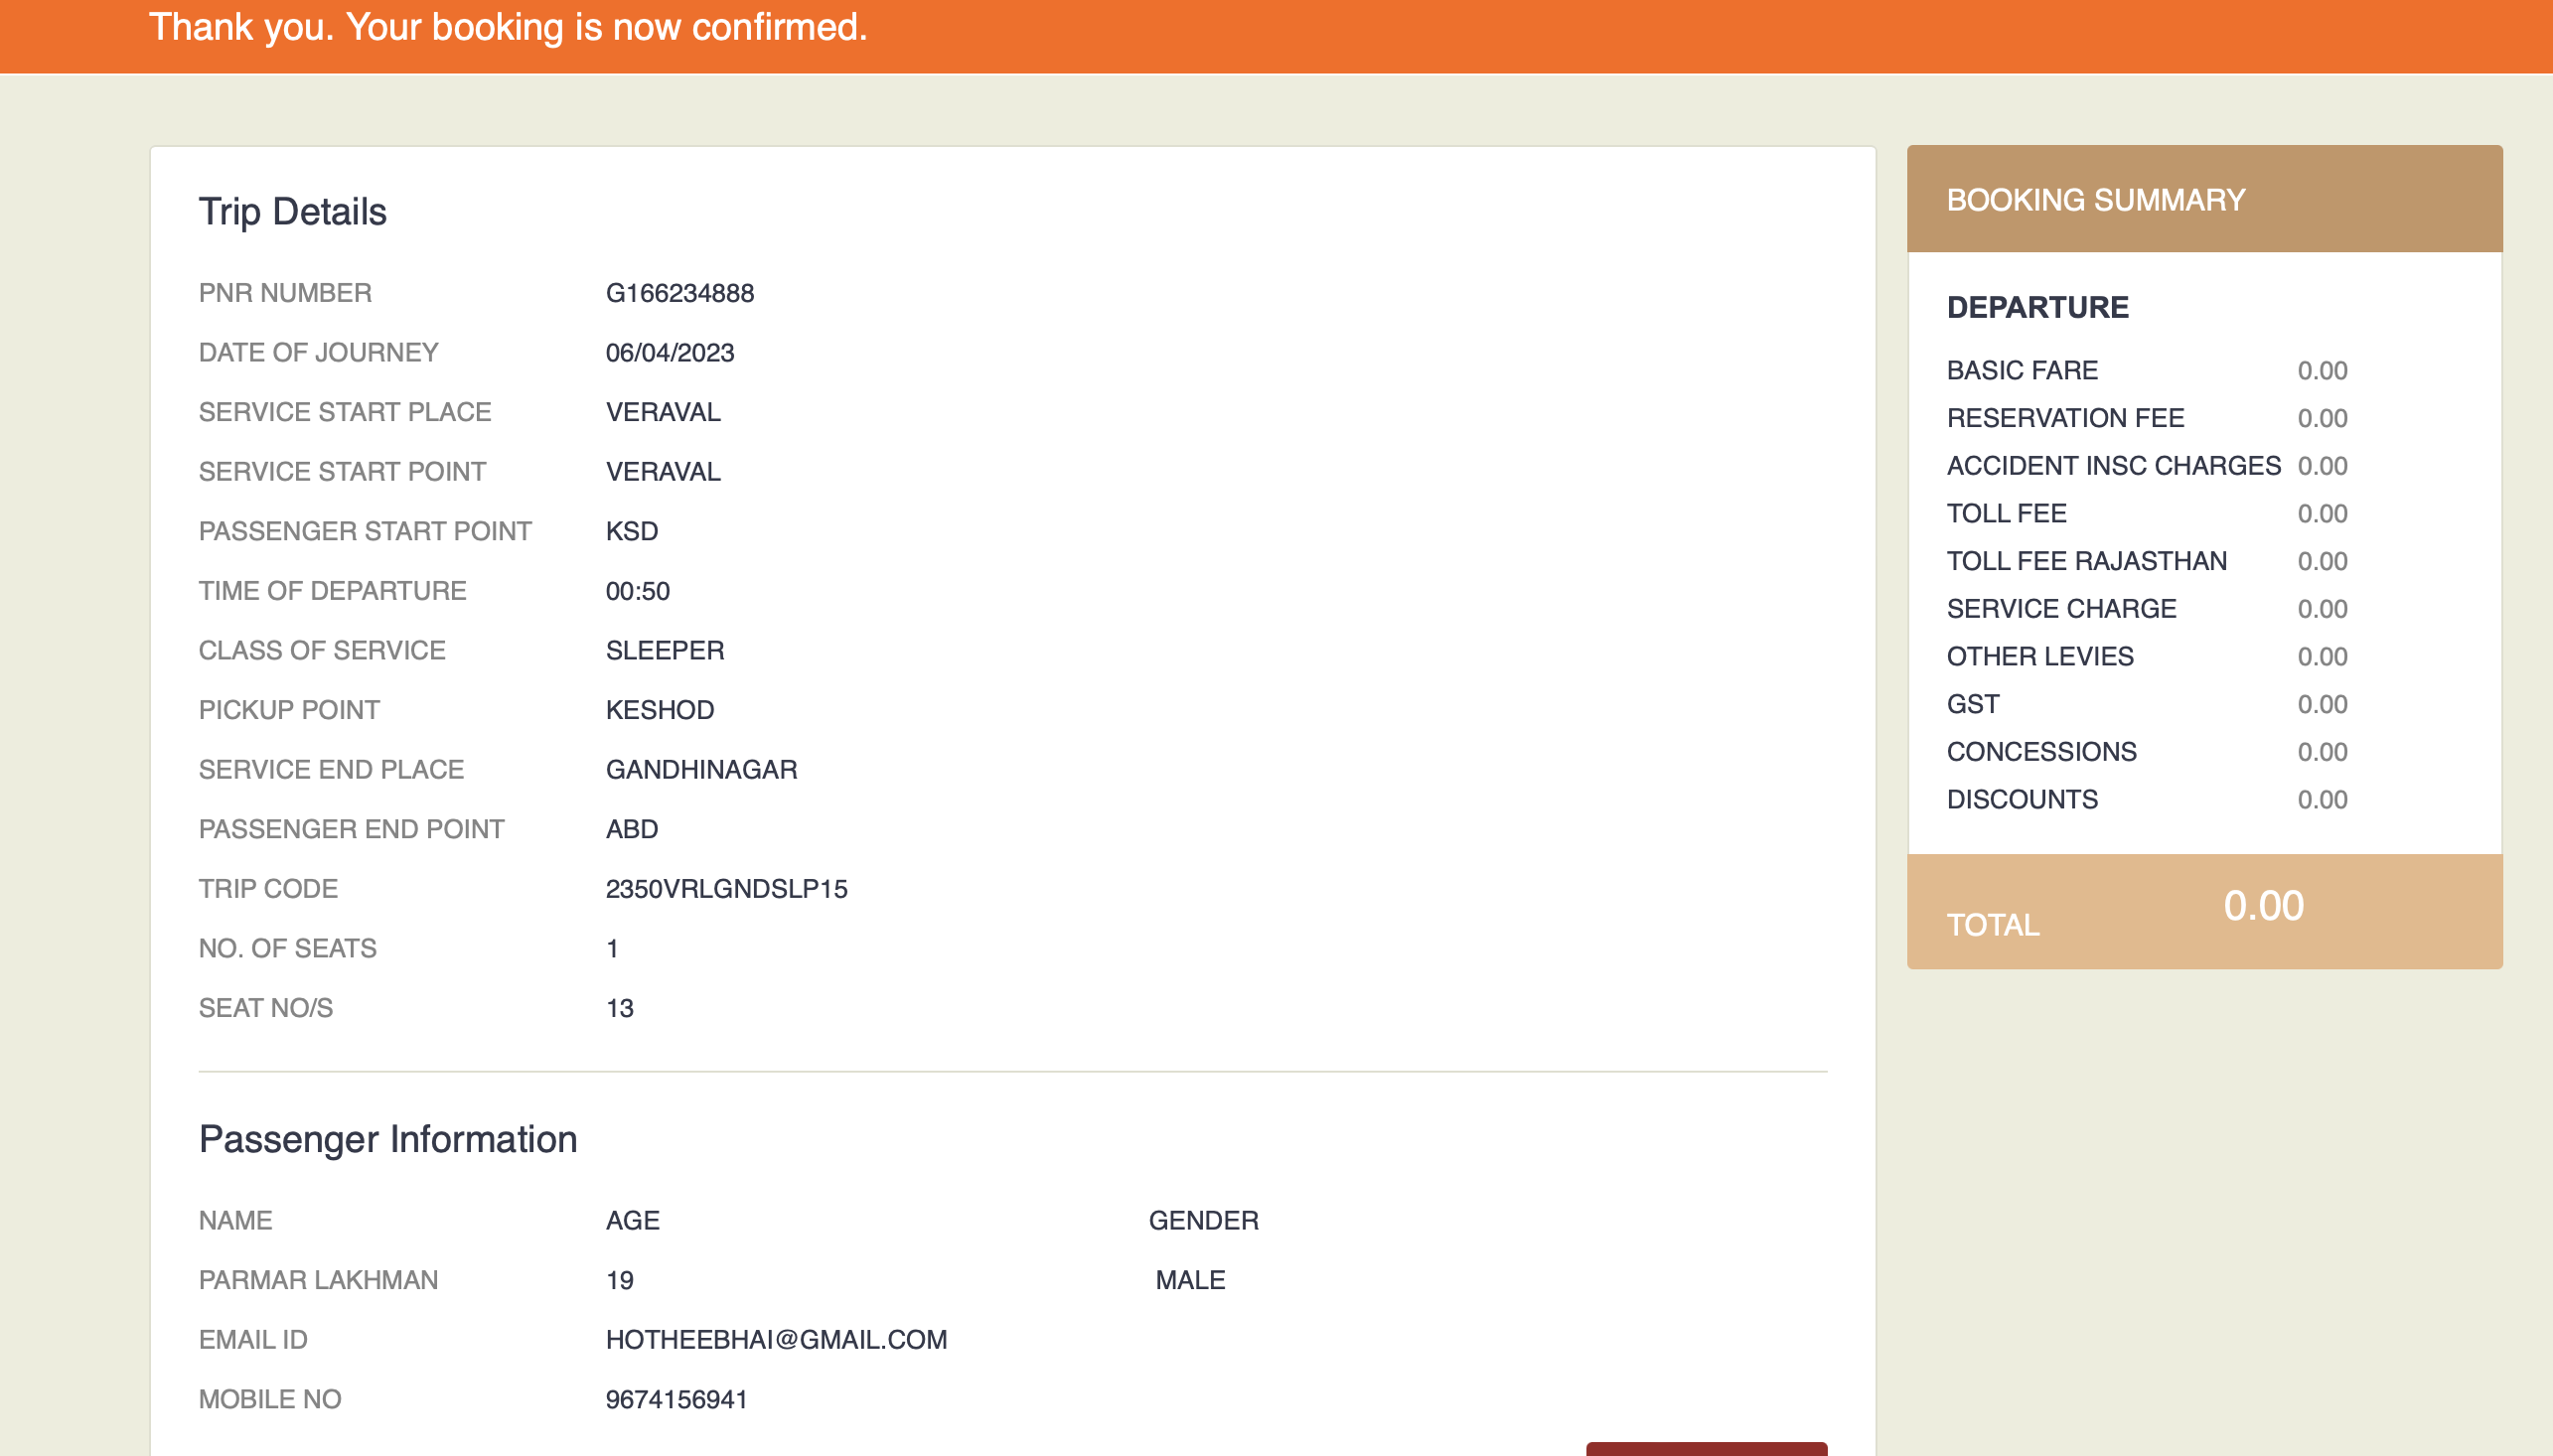 Thank you. Your booking is now confirmed.
Trip Details
PNR NUMBER G166234888
DATE OF JOURNEY 06/04/2023
SERVICE START PLACE VERAVAL
SERVICE START POINT VERAVAL
PASSENGER START POINT KSD
TIME OF DEPARTURE 00:50
CLASS OF SERVICE SLEEPER
PICKUP POINT KESHOD
SERVICE END PLACE GANDHINAGAR
PASSENGER END POINT ABD
TRIP CODE 2350VRLGNDSLP15
NO. OF SEATS 1
SEAT NO/S 13
Passenger Information
NAME AGE GENDER
PARMAR LAKHMAN 19 MALE
EMAIL ID HOTHEEBHAI@GMAIL.COM
MOBILE NO 9674156941
BOOKING SUMMARY
DEPARTURE
BASIC FARE 0.00
RESERVATION FEE 0.00
ACCIDENT INSC CHARGES 0.00
TOLL FEE 0.00
TOLL FEE RAJASTHAN 0.00
SERVICE CHARGE 0.00
OTHER LEVIES 0.00
GST 0.00
CONCESSIONS 0.00
DISCOUNTS 0.00
TOTAL 0.00